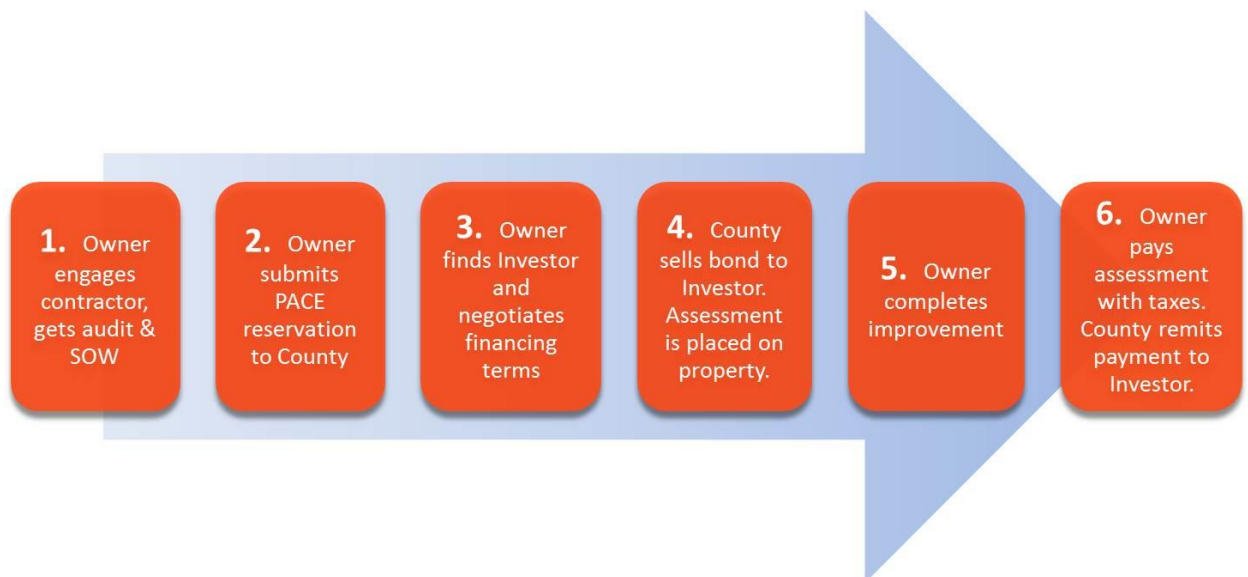 1. Owner
engages
contractor,
gets audit &
SOW
2. Owner
submits
PACE
reservation
to County
3. Owner
finds Investor
and
negotiates
financing
terms
4. County
sells bond to
Investor.
Assessment
is placed on
property.
5. Owner
completes
improvement
6. Owner
pays
assessment
with taxes.
County remits
payment to
Investor.